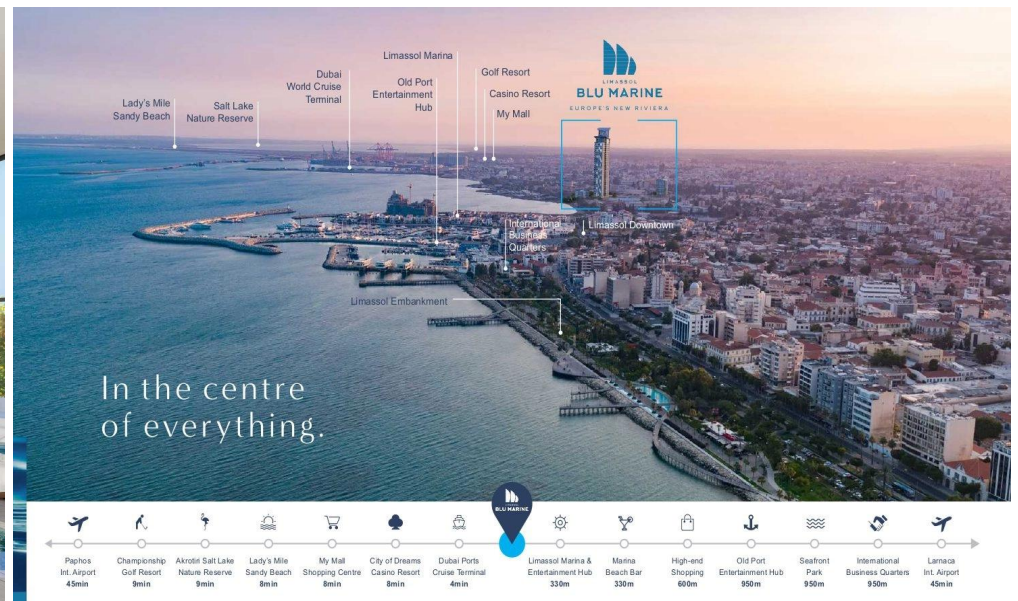 Limassol Marina
Dubai
World Cruise
Terminal
Old Port
Entertainment
Hub
Golf Resort
Casino Resort
My Mall
Lady's Mile
Sandy Beach
Salt Lake
Nature Reserve
LIMASSOL
BLU MARINE
EUROPE'S NEW RIVIERA
International
Business
Quarters
Limassol Downtown
Limassol Embankment
In the centre
of everything.
BLU MARINE
Paphos
Int. Airport
45min
Championship
Golf Resort
9min
Akrotiri Salt Lake
Nature Reserve
9min
Lady's Mile
Sandy Beach
8min
My Mall
Shopping Centre
8min
City of Dreams
Casino Resort
8min
Dubai Ports
Cruise Terminal
4min
Limassol Marina &
Entertainment Hub
330m
Marina
Beach Bar
330m
High-end
Shopping
600m
Old Port
Entertainment Hub
950m
Seafront
Park
950m
International
Business Quarters
950m
Larnaca
Int. Airport
45min